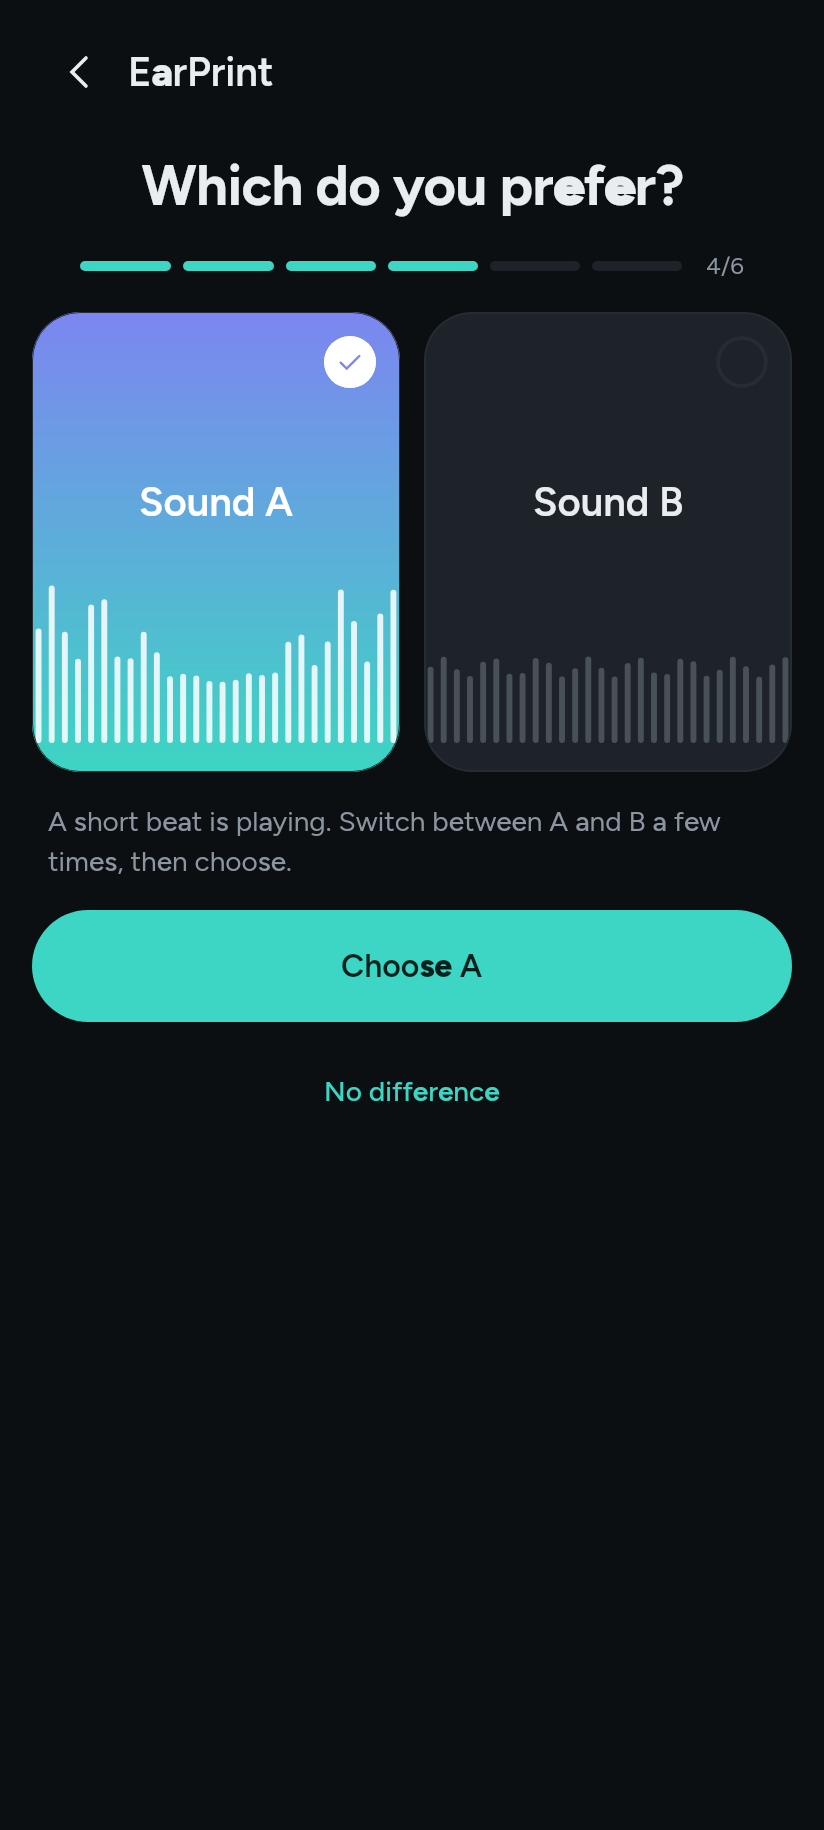 EarPrint
Which do you prefer?
4/6
Sound A
Sound B
A short beat is playing. Switch between A and B a few
times, then choose.
Choose A
No difference